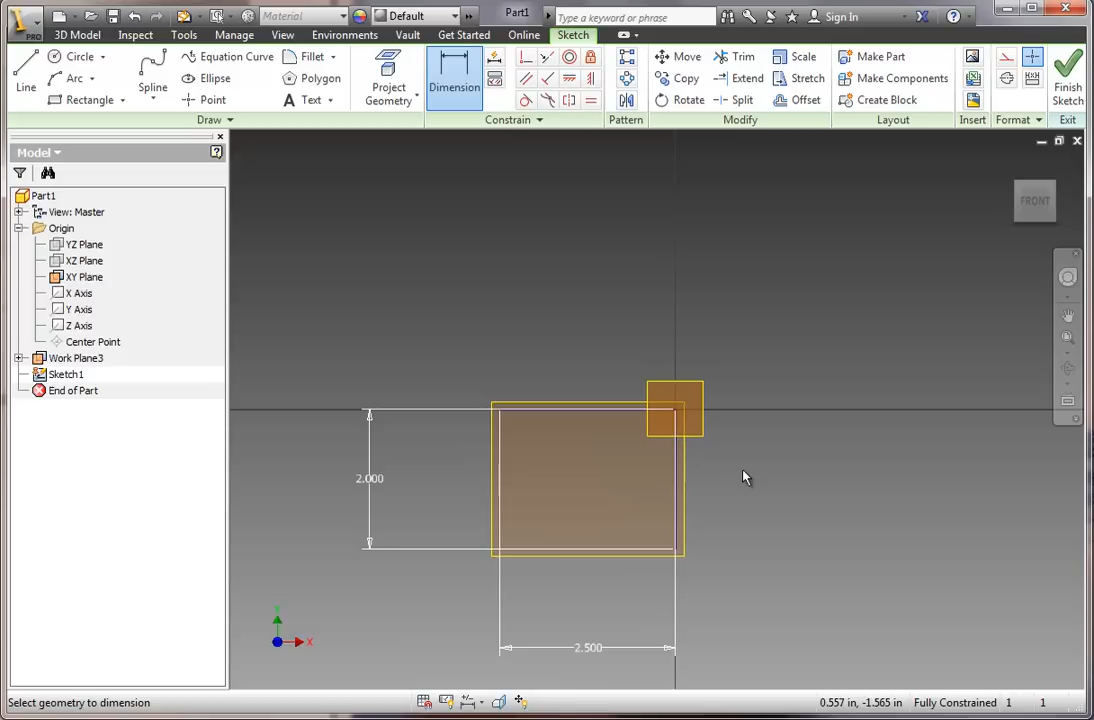 PRO
Material
Default
Part1
Type a keyword or phrase
Sign In
3D Model Inspect Tools Manage View Environments Vault Get Started Online Sketch
Line
Circle
Arc
Rectangle
Spline
Equation Curve
Ellipse
Point
Fillet
Polygon
Text
Project
Geometry
Dimension
Move
Copy
Rotate
Trim
Extend
Split
Scale
Stretch
Offset
Make Part
Make Components
Create Block
Finish
Sketch
Draw Constrain Pattern Modify Layout Insert Format Exit
Model
Part1
View: Master
Origin
YZ Plane
XZ Plane
XY Plane
X Axis
Y Axis
Z Axis
Center Point
Work Plane3
Sketch1
End of Part
FRONT
2.000
2.500
Y
X
Select geometry to dimension
0.557 in, -1.565 in Fully Constrained 1 1